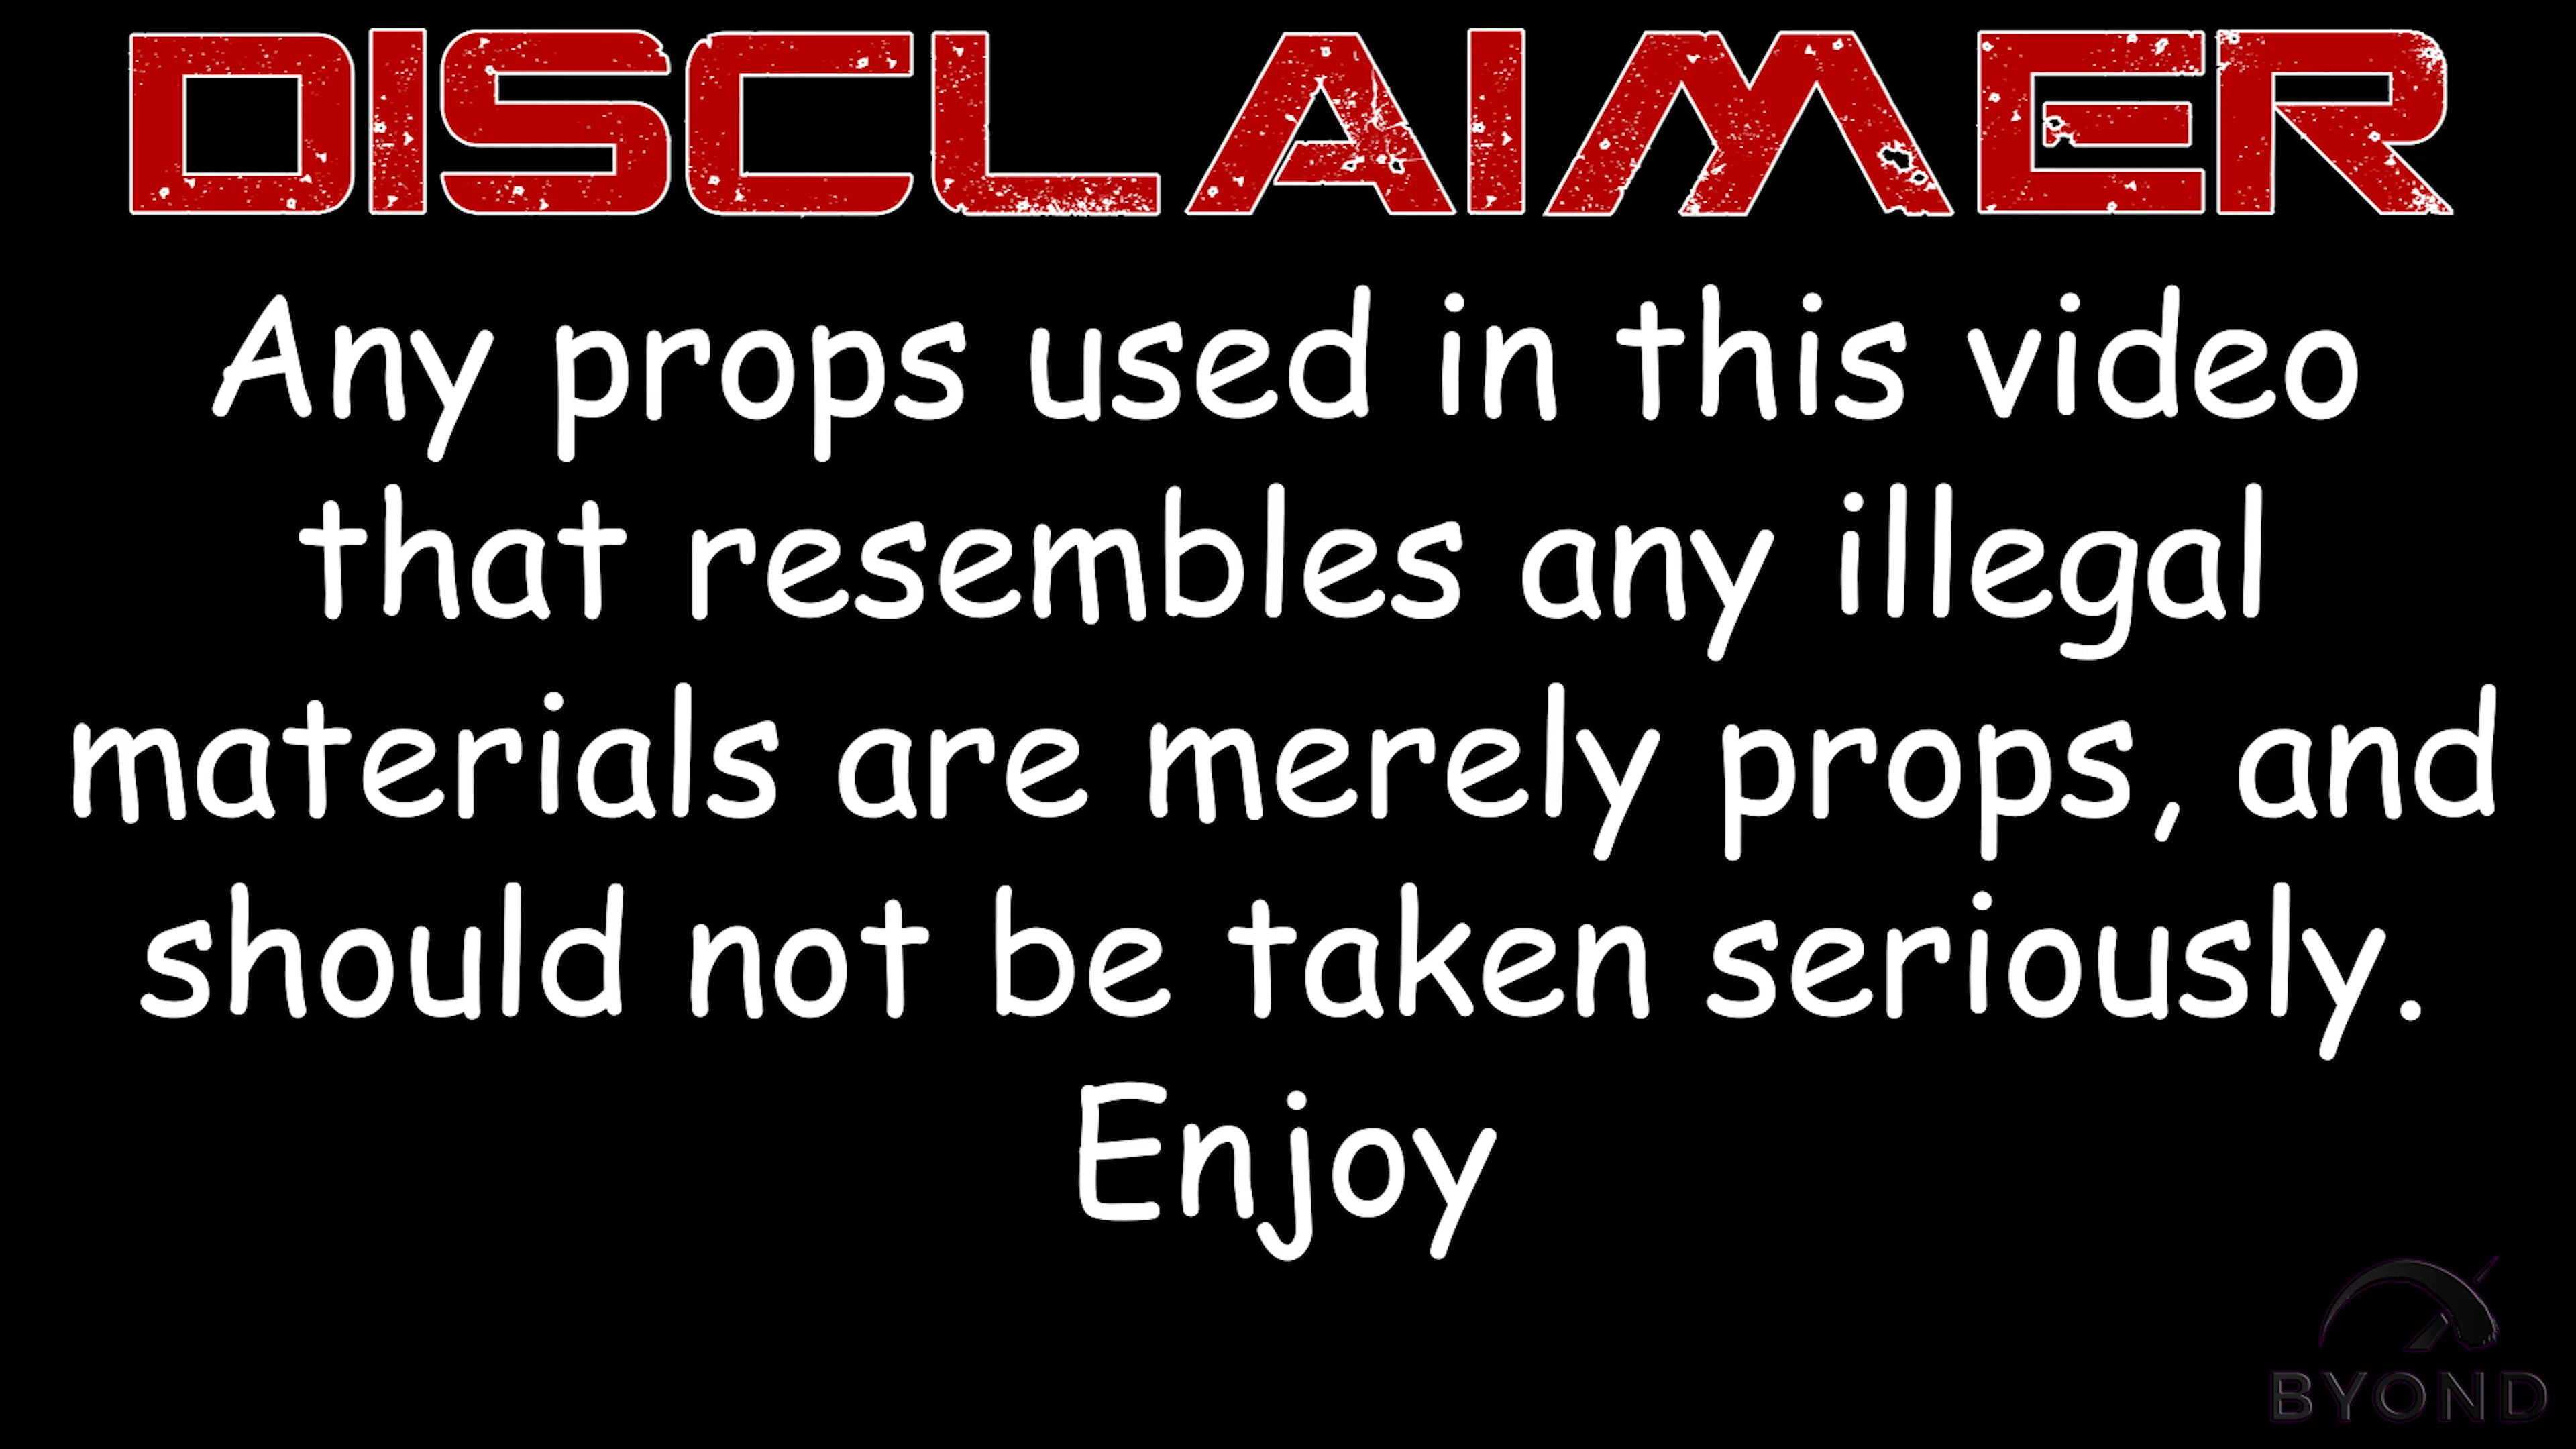 DISCLAIMER
Any props used in this video
that resembles any illegal
materials are merely props, and
should not be taken seriously.
Enjoy
BYOND